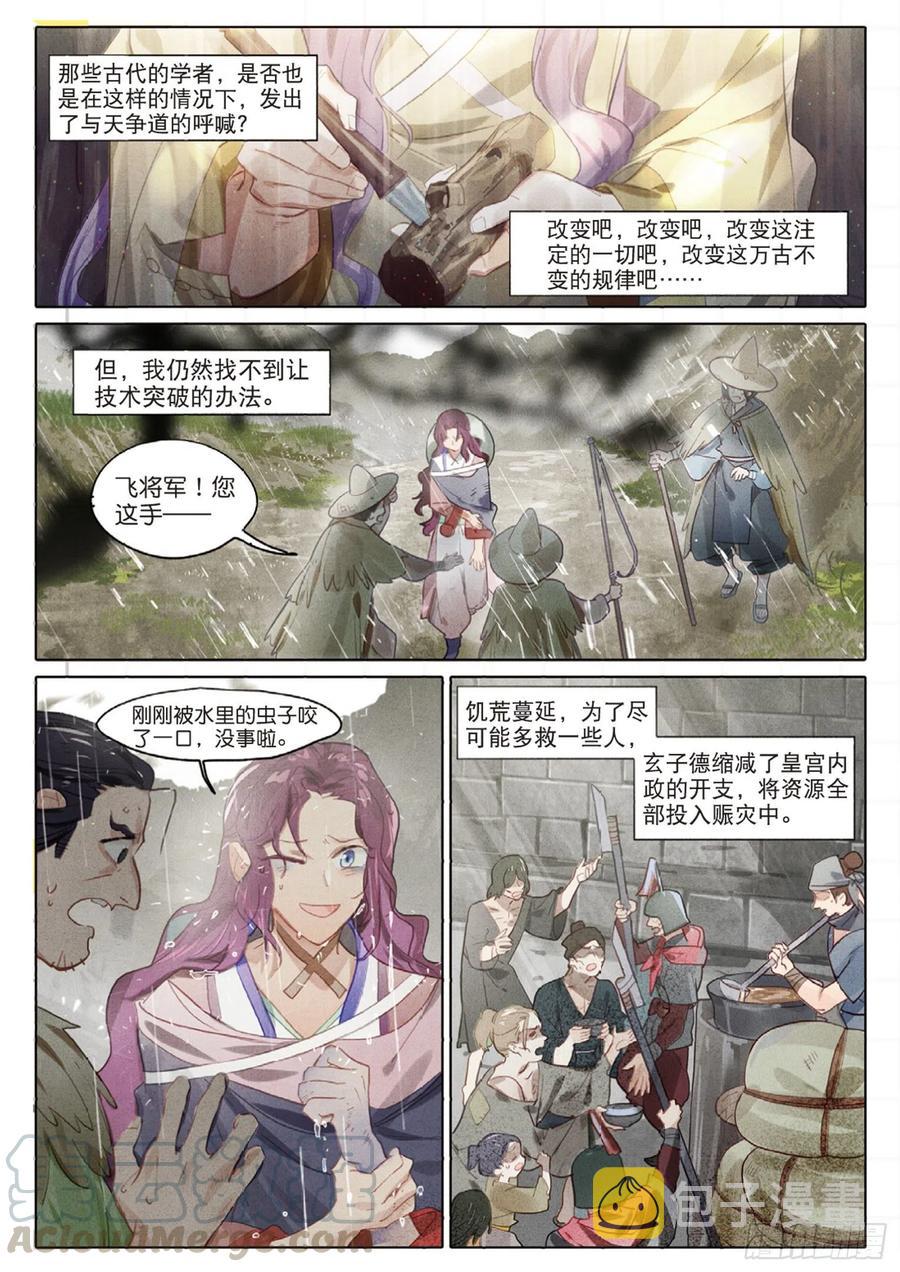 那些古代的学者，是否也
是在这样的情况下，发出
了与天争道的呼喊？
改变吧，改变吧，改变这注
定的一切吧，改变这万古不
变的规律吧……
但，我仍然找不到让
技术突破的办法。
飞将军！您
这手——
刚刚被水里的虫子咬
了一口，没事啦。
饥荒蔓延，为了尽
可能多救一些人，
玄子德缩减了皇宫内
政的开支，将资源全
部投入赈灾中。
AcloudMerge.com
包子漫畫